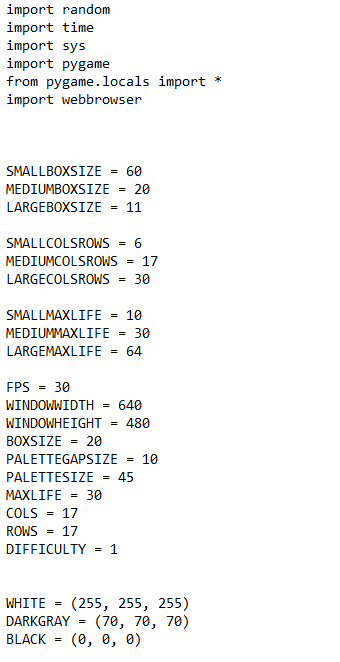 import random
import time
import sys
import pygame
from pygame.locals import *
import webbrowser
SMALLBOXSIZE = 60
MEDIUMBOXSIZE = 20
LARGEBOXSIZE = 11
SMALLCOLSROWS = 6
MEDIUMCOLSROWS = 17
LARGECOLSROWS = 30
SMALLMAXLIFE = 10
MEDIUMMAXLIFE = 30
LARGEMAXLIFE = 64
FPS = 30
WINDOWWIDTH = 640
WINDOWHEIGHT = 480
BOXSIZE = 20
PALETTEGAPSIZE = 10
PALETTESIZE = 45
MAXLIFE = 30
COLS = 17
ROWS = 17
DIFFICULTY = 1
WHITE = (255, 255, 255)
DARKGRAY = (70, 70, 70)
BLACK = (0, 0, 0)